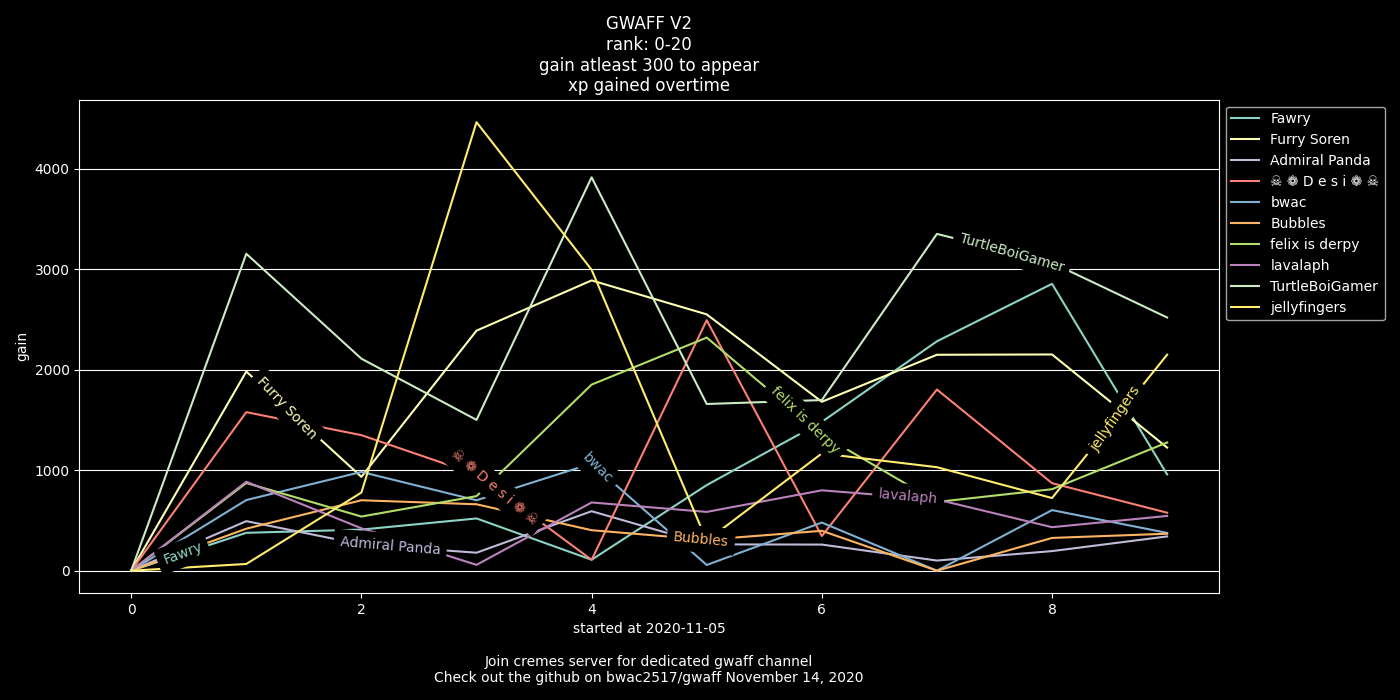 GWAFF V2
rank: 0-20
gain atleast 300 to appear
xp gained overtime
gain
4000
3000
2000
1000
0
0
2
4
6
8
started at 2020-11-05
Fawry
Furry Soren
Admiral Panda
☠ ❁ D e s i ❁ ☠
bwac
Bubbles
felix is derpy
lavalaph
TurtleBoiGamer
jellyfingers
Fawry
Furry Soren
Admiral Panda
☠ ❁ D e s i ❁ ☠
bwac
Bubbles
felix is derpy
lavalaph
TurtleBoiGamer
jellyfingers
Join cremes server for dedicated gwaff channel
Check out the github on bwac2517/gwaff November 14, 2020